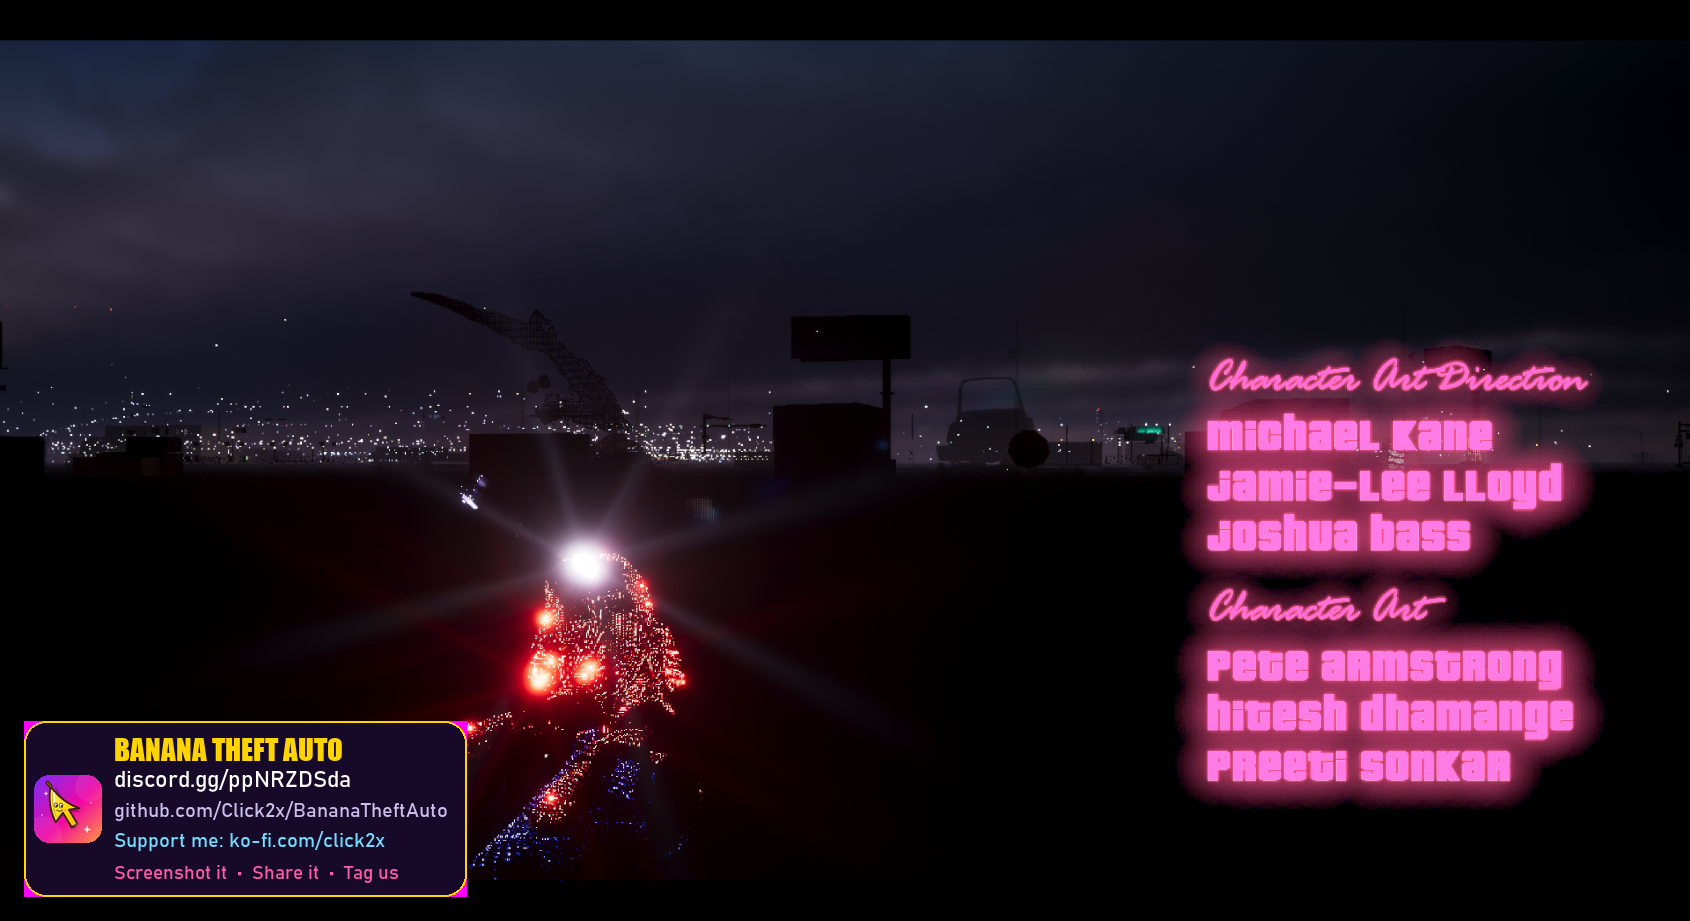 Character Art Direction
michael kane
jamie-lee lloyd
joshua bass
Character Art
pete armstrong
hitesh dhamange
preeti sonkar
BANANA THEFT AUTO
discord.gg/ppNRZDSda
github.com/Click2x/BananaTheftAuto
Support me: ko-fi.com/click2x
Screenshot it • Share it • Tag us